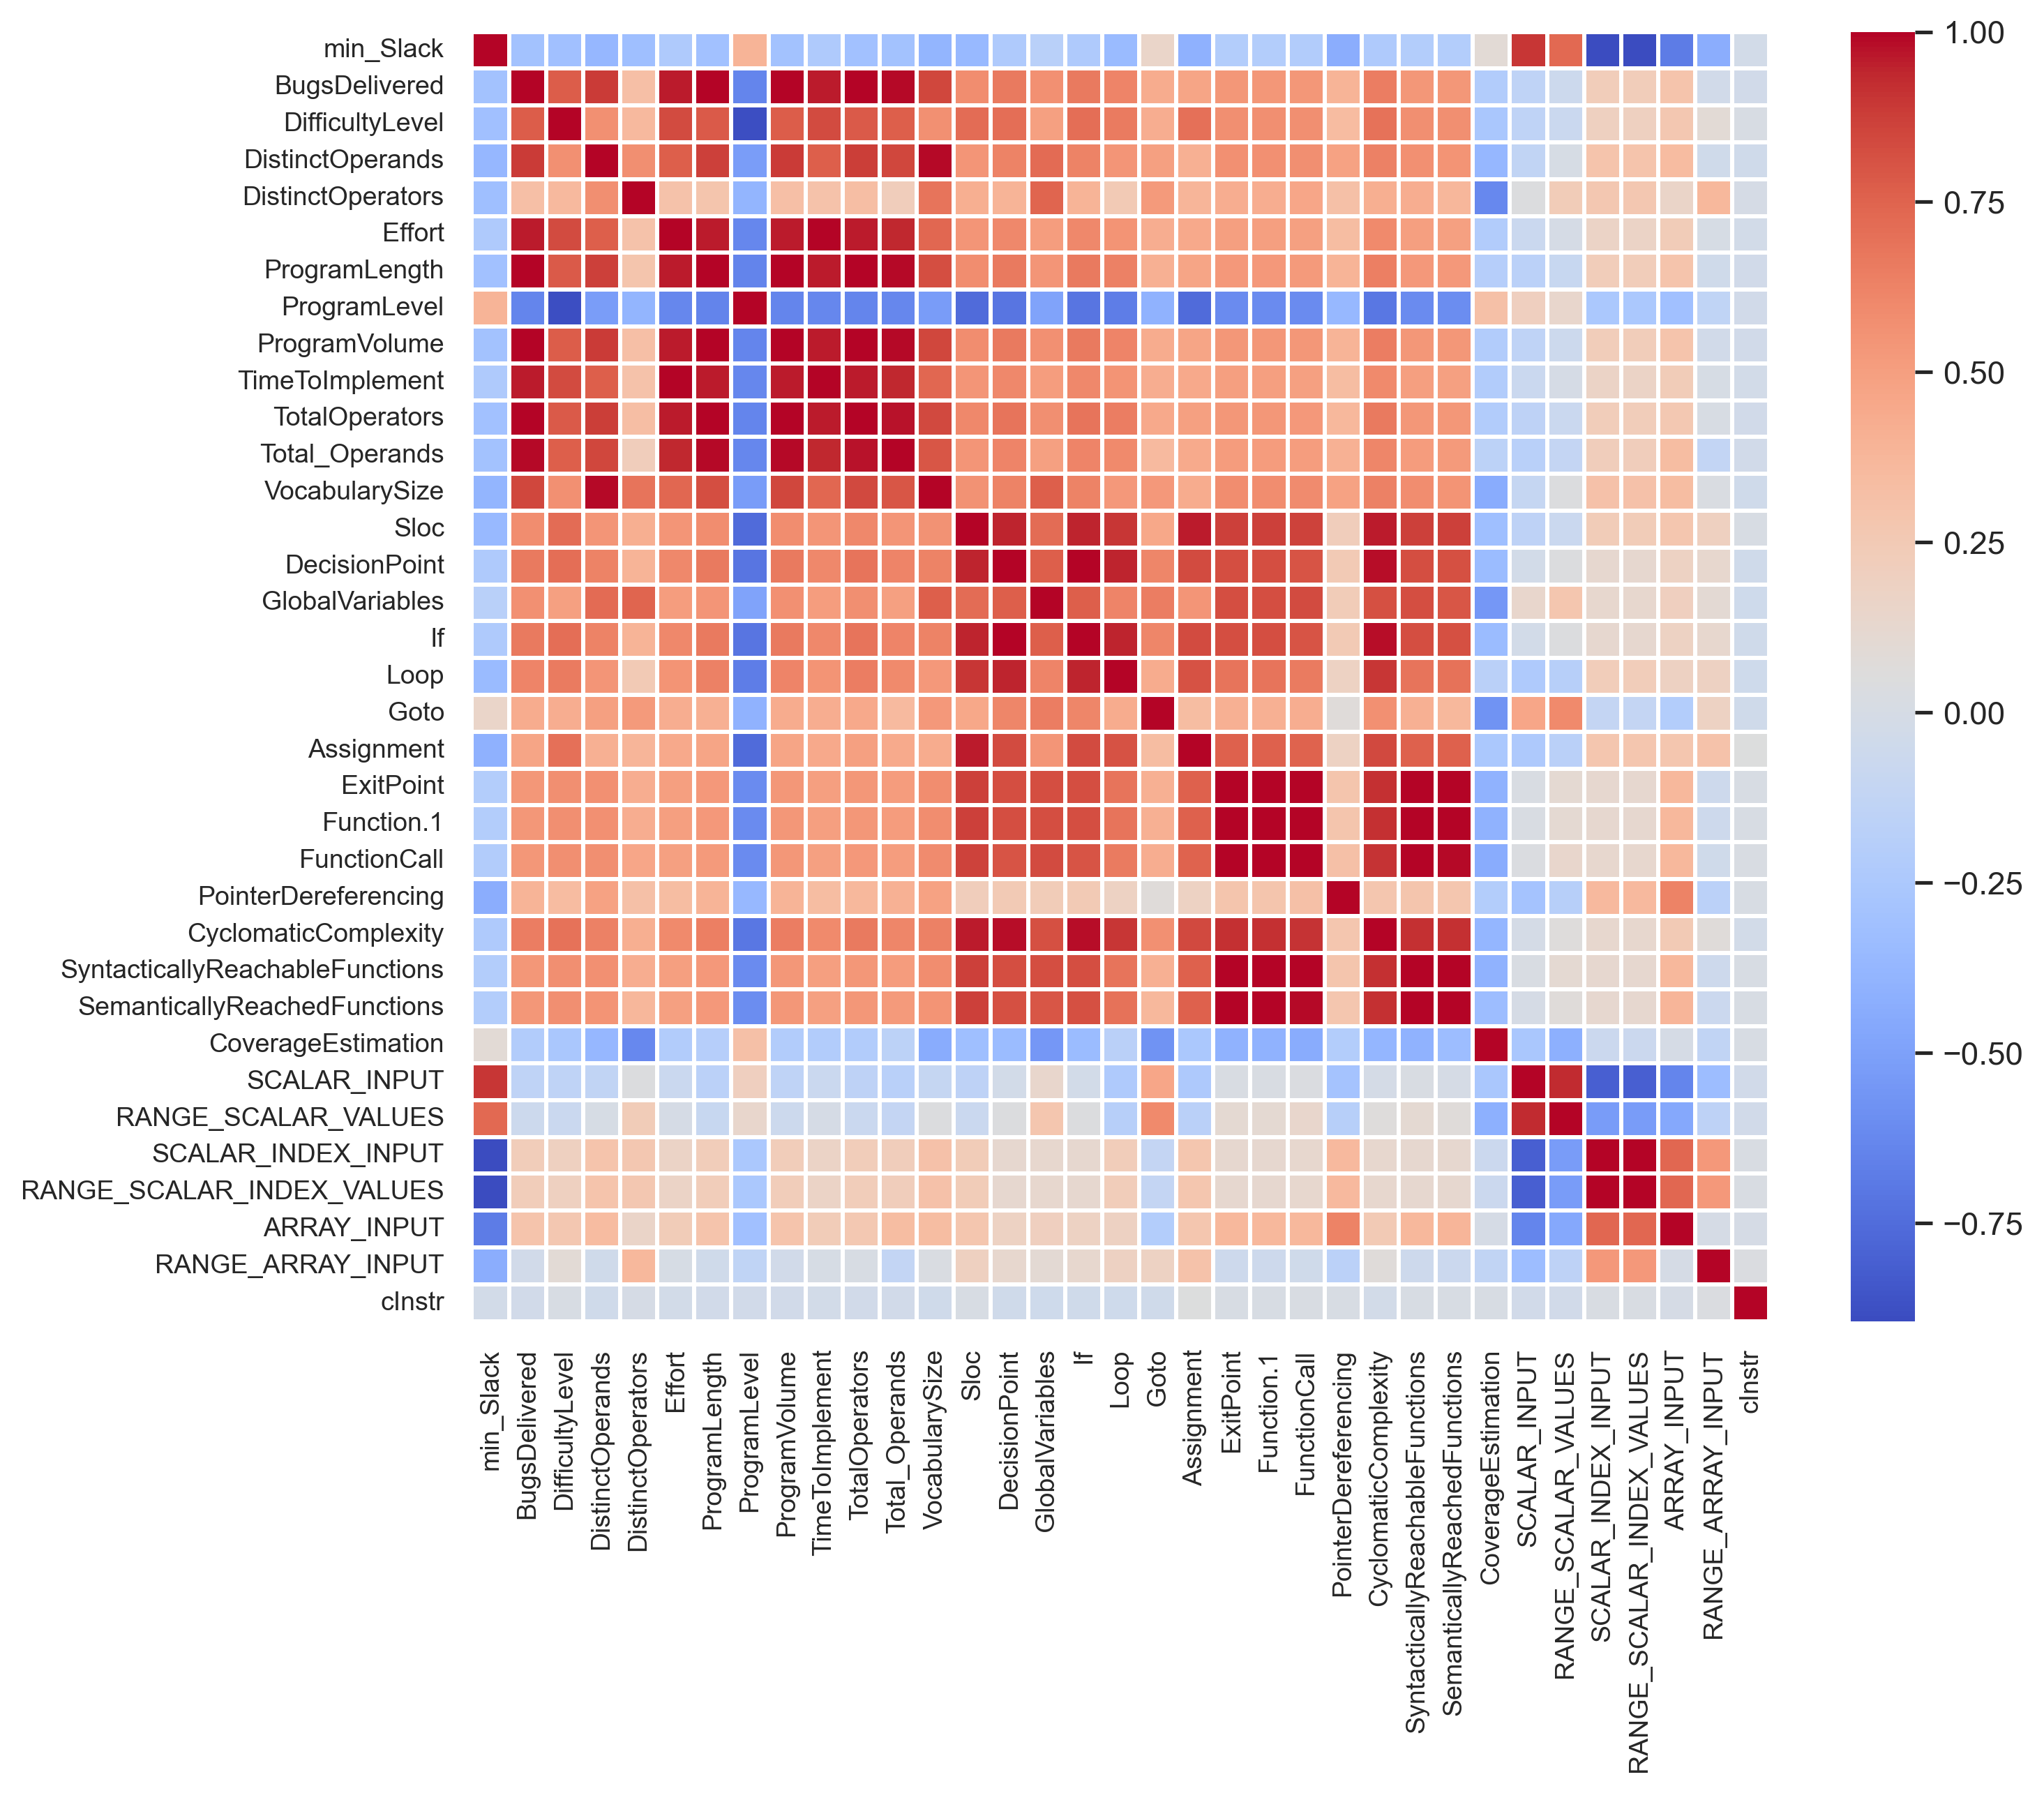 min_Slack
BugsDelivered
DifficultyLevel
DistinctOperands
DistinctOperators
Effort
ProgramLength
ProgramLevel
ProgramVolume
TimeToImplement
TotalOperators
Total_Operands
VocabularySize
Sloc
DecisionPoint
GlobalVariables
If
Loop
Goto
Assignment
ExitPoint
Function.1
FunctionCall
PointerDereferencing
CyclomaticComplexity
SyntacticallyReachableFunctions
SemanticallyReachedFunctions
CoverageEstimation
SCALAR_INPUT
RANGE_SCALAR_VALUES
SCALAR_INDEX_INPUT
RANGE_SCALAR_INDEX_VALUES
ARRAY_INPUT
RANGE_ARRAY_INPUT
cInstr
min_Slack
BugsDelivered
DifficultyLevel
DistinctOperands
DistinctOperators
Effort
ProgramLength
ProgramLevel
ProgramVolume
TimeToImplement
TotalOperators
Total_Operands
VocabularySize
Sloc
DecisionPoint
GlobalVariables
If
Loop
Goto
Assignment
ExitPoint
Function.1
FunctionCall
PointerDereferencing
CyclomaticComplexity
SyntacticallyReachableFunctions
SemanticallyReachedFunctions
CoverageEstimation
SCALAR_INPUT
RANGE_SCALAR_VALUES
SCALAR_INDEX_INPUT
RANGE_SCALAR_INDEX_VALUES
ARRAY_INPUT
RANGE_ARRAY_INPUT
cInstr
1.00
0.75
0.50
0.25
0.00
−0.25
−0.50
−0.75